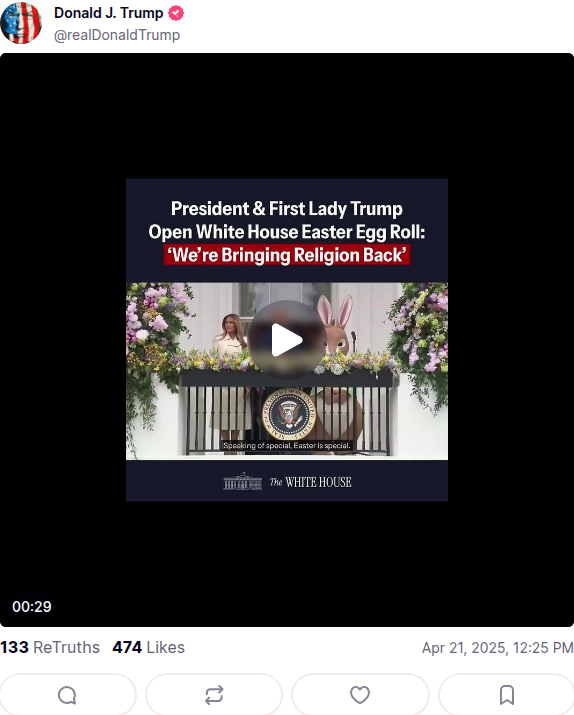 Donald J. Trump
@realDonaldTrump
President & First Lady Trump
Open White House Easter Egg Roll:
‘We’re Bringing Religion Back’
Speaking of special, Easter is special.
The WHITE HOUSE
00:29
133 ReTruths 474 Likes Apr 21, 2025, 12:25 PM